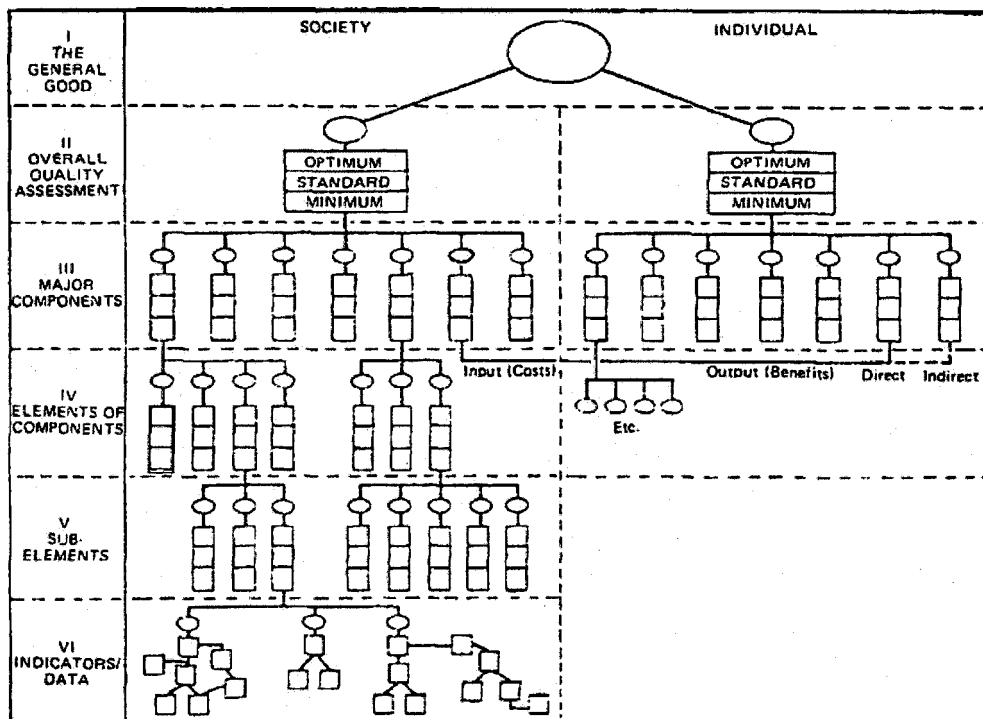 SOCIETY
INDIVIDUAL
I
THE
GENERAL
GOOD
II
OVERALL
QUALITY
ASSESSMENT
OPTIMUM
STANDARD
MINIMUM
OPTIMUM
STANDARD
MINIMUM
III
MAJOR
COMPONENTS
IV
ELEMENTS OF
COMPONENTS
Input (Costs)
Output (Benefits)
Direct
Indirect
Etc.
V
SUB-
ELEMENTS
VI
INDICATORS/
DATA